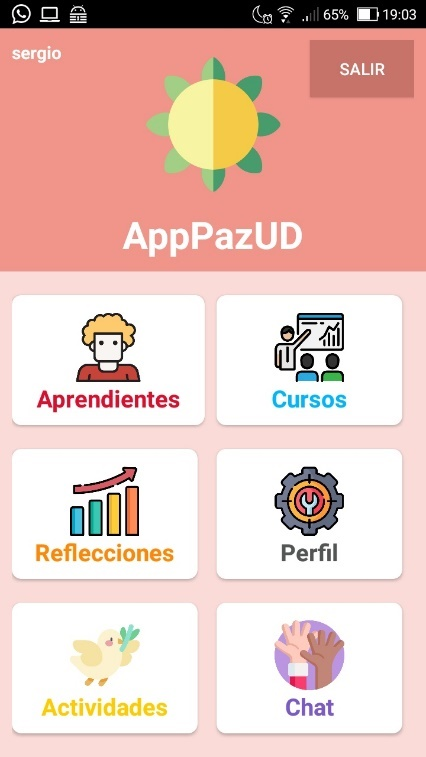 65% 19:03
sergio
SALIR
AppPazUD
Aprendientes
Cursos
Reflecciones
Perfil
Actividades
Chat